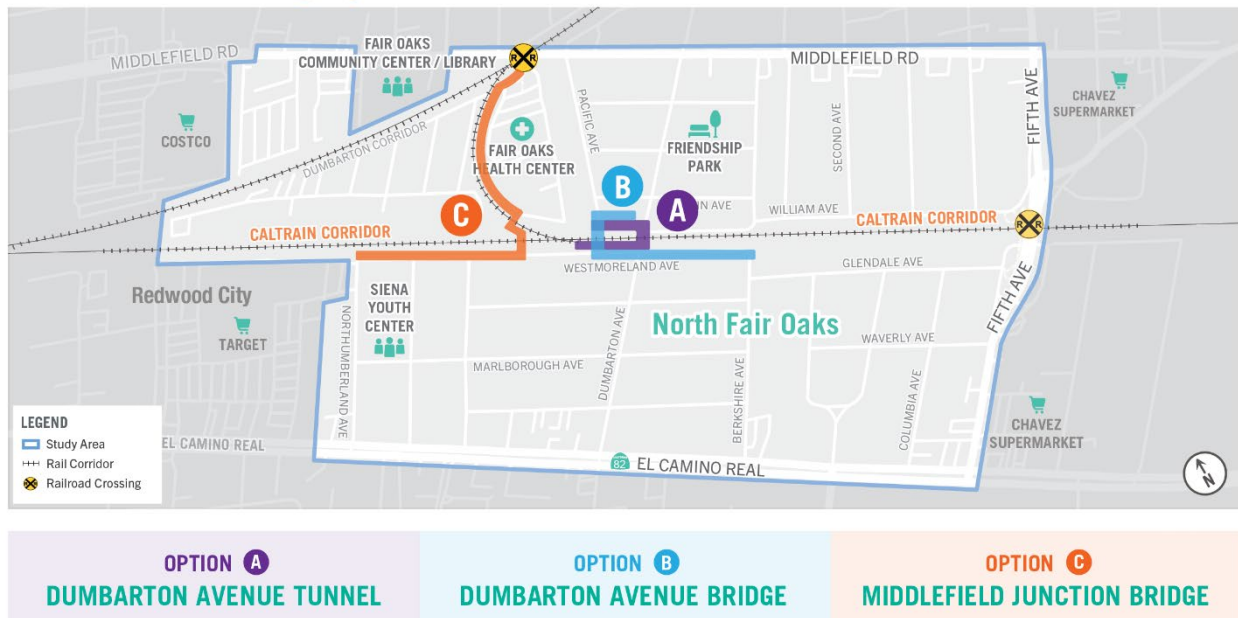 MIDDLEFIELD RD
FAIR OAKS
COMMUNITY CENTER / LIBRARY
R R
MIDDLEFIELD RD
FIFTH AVE
CHAVEZ
SUPERMARKET
COSTCO
DUMBARTON CORRIDOR
PACIFIC AVE
FAIR OAKS
HEALTH CENTER
FRIENDSHIP
PARK
SECOND AVE
B
A
C
WILLIAM AVE
CALTRAIN CORRIDOR
CALTRAIN CORRIDOR
R R
WESTMORELAND AVE
GLENDALE AVE
Redwood City
SIENA
YOUTH
CENTER
North Fair Oaks
FIFTH AVE
TARGET
NORTHUMBERLAND AVE
MARLBOROUGH AVE
DUMBARTON AVE
BERKSHIRE AVE
WAVERLY AVE
COLUMBIA AVE
CHAVEZ
SUPERMARKET
LEGEND
Study Area
Rail Corridor
Railroad Crossing
EL CAMINO REAL
82
EL CAMINO REAL
N
OPTION A
DUMBARTON AVENUE TUNNEL
OPTION B
DUMBARTON AVENUE BRIDGE
OPTION C
MIDDLEFIELD JUNCTION BRIDGE